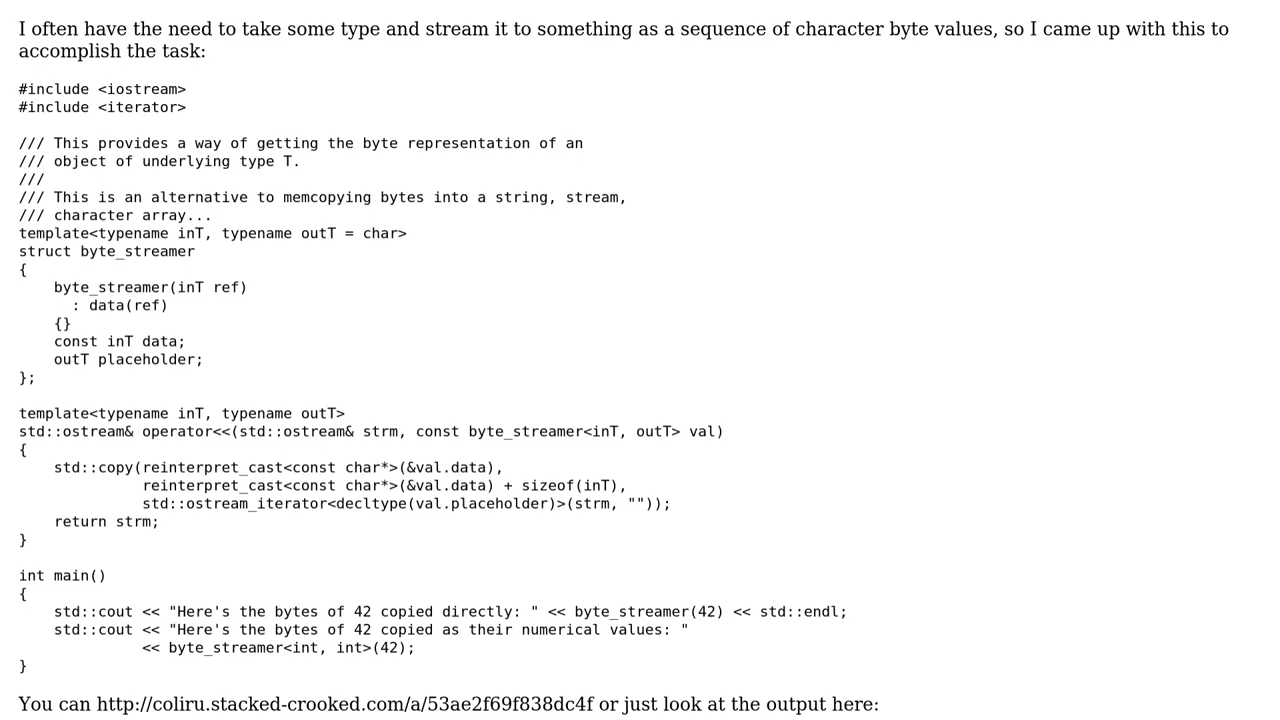 I often have the need to take some type and stream it to something as a sequence of character byte values, so I came up with this to
accomplish the task:
#include <iostream>
#include <iterator>
/// This provides a way of getting the byte representation of an
/// object of underlying type T.
///
/// This is an alternative to memcopying bytes into a string, stream,
/// character array...
template<typename inT, typename outT = char>
struct byte_streamer
{
    byte_streamer(inT ref)
      : data(ref)
    {}
    const inT data;
    outT placeholder;
};
template<typename inT, typename outT>
std::ostream& operator<<(std::ostream& strm, const byte_streamer<inT, outT> val)
{
    std::copy(reinterpret_cast<const char*>(&val.data),
              reinterpret_cast<const char*>(&val.data) + sizeof(inT),
              std::ostream_iterator<decltype(val.placeholder)>(strm, ""));
    return strm;
}
int main()
{
    std::cout << "Here's the bytes of 42 copied directly: " << byte_streamer(42) << std::endl;
    std::cout << "Here's the bytes of 42 copied as their numerical values: "
              << byte_streamer<int, int>(42);
}
You can http://coliru.stacked-crooked.com/a/53ae2f69f838dc4f or just look at the output here: